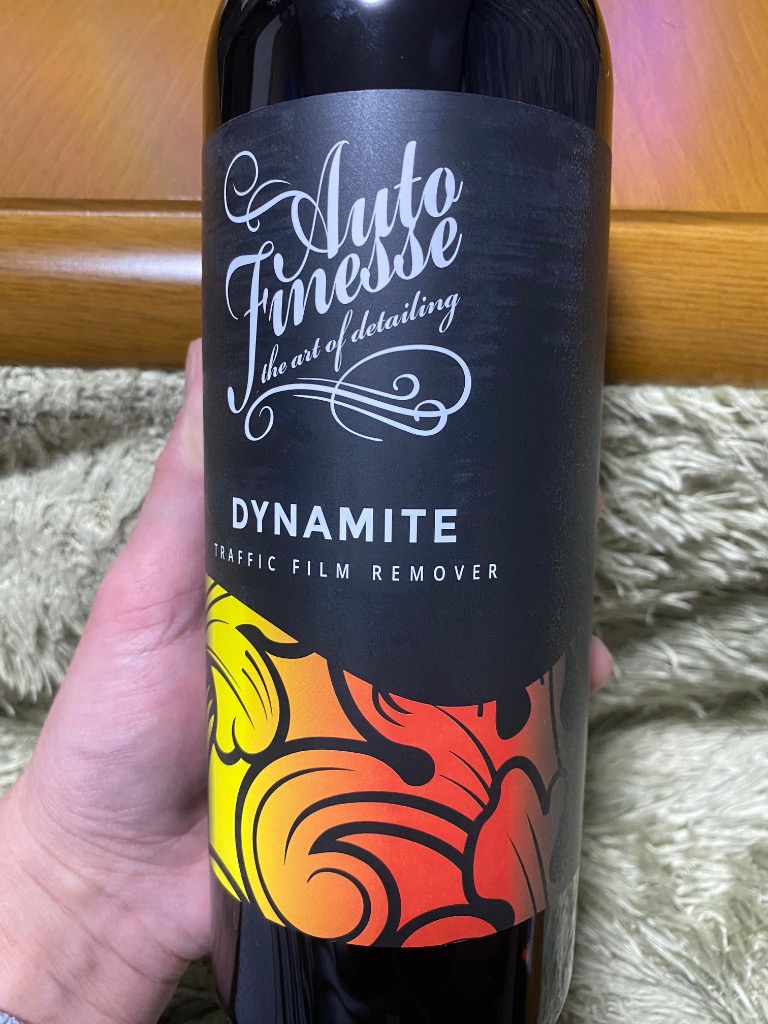 Auto
Finesse
the art of detailing
DYNAMITE
TRAFFIC FILM REMOVER